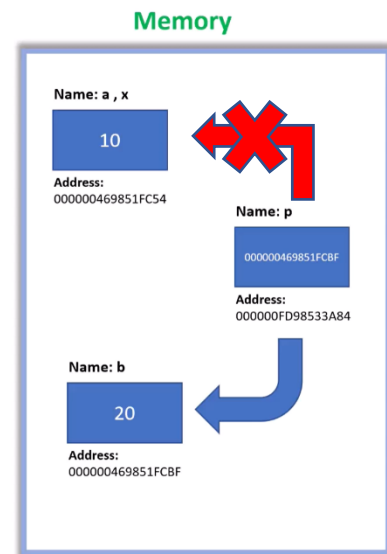 Memory
Name: a , x
10
Address:
000000469851FC54
Name: p
000000469851FCBF
Address:
000000FD98533A84
Name: b
20
Address:
000000469851FCBF